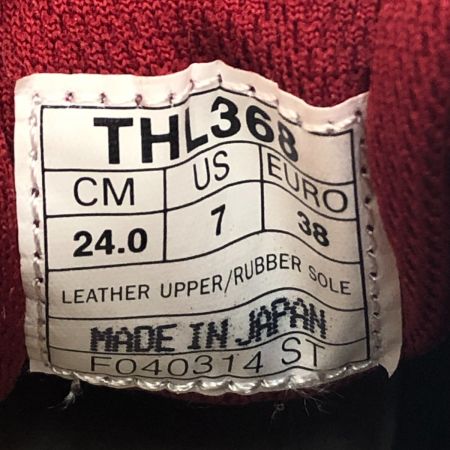 THL368
CM US EURO
24.0 7 38
LEATHER UPPER/RUBBER SOLE
MADE IN JAPAN
F040314 ST